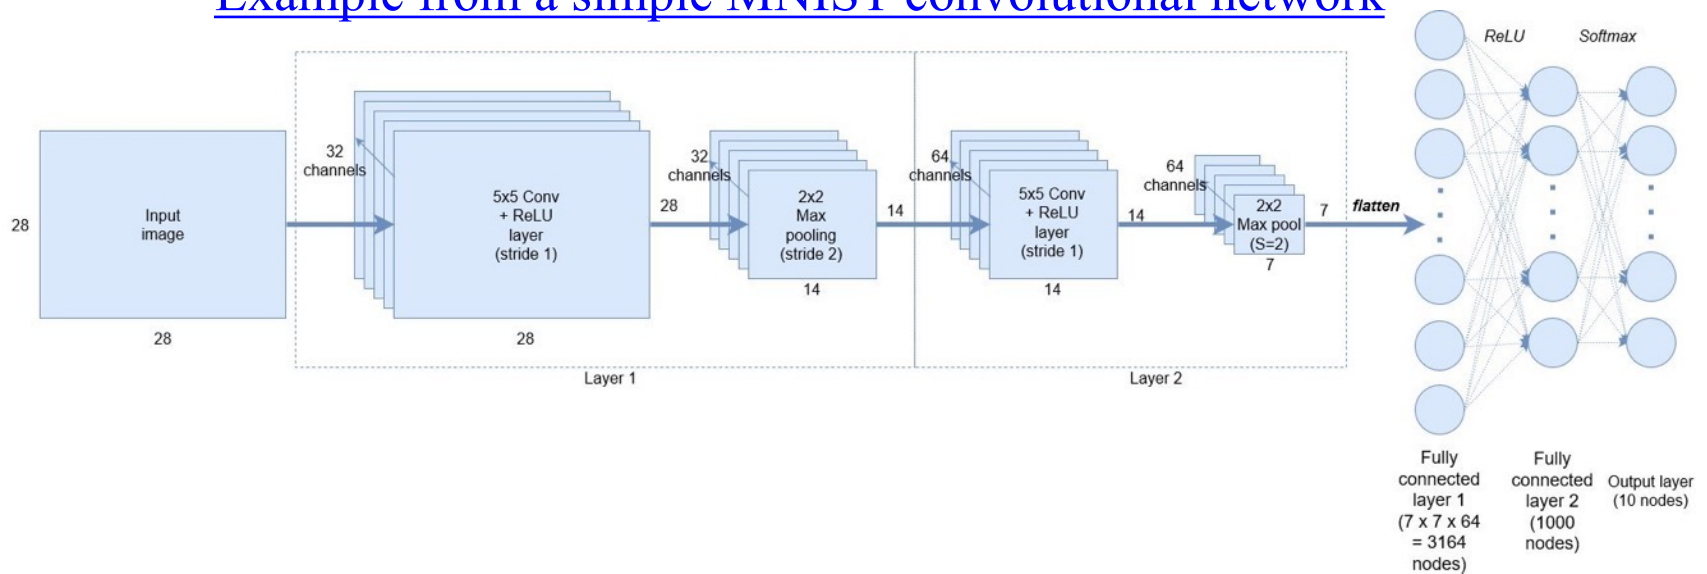 Example from a simple MNIST convolutional network
28
Input
image
28
32
channels
5x5 Conv
+ ReLU
layer
(stride 1)
28
28
32
channels
2x2
Max
pooling
(stride 2)
14
14
Layer 1
64
channels
5x5 Conv
+ ReLU
layer
(stride 1)
14
14
64
channels
2x2
Max pool
(S=2)
7
7
Layer 2
flatten
ReLU
Softmax
Fully
connected
layer 1
(7 x 7 x 64
= 3164
nodes)
Fully
connected
layer 2
(1000
nodes)
Output layer
(10 nodes)